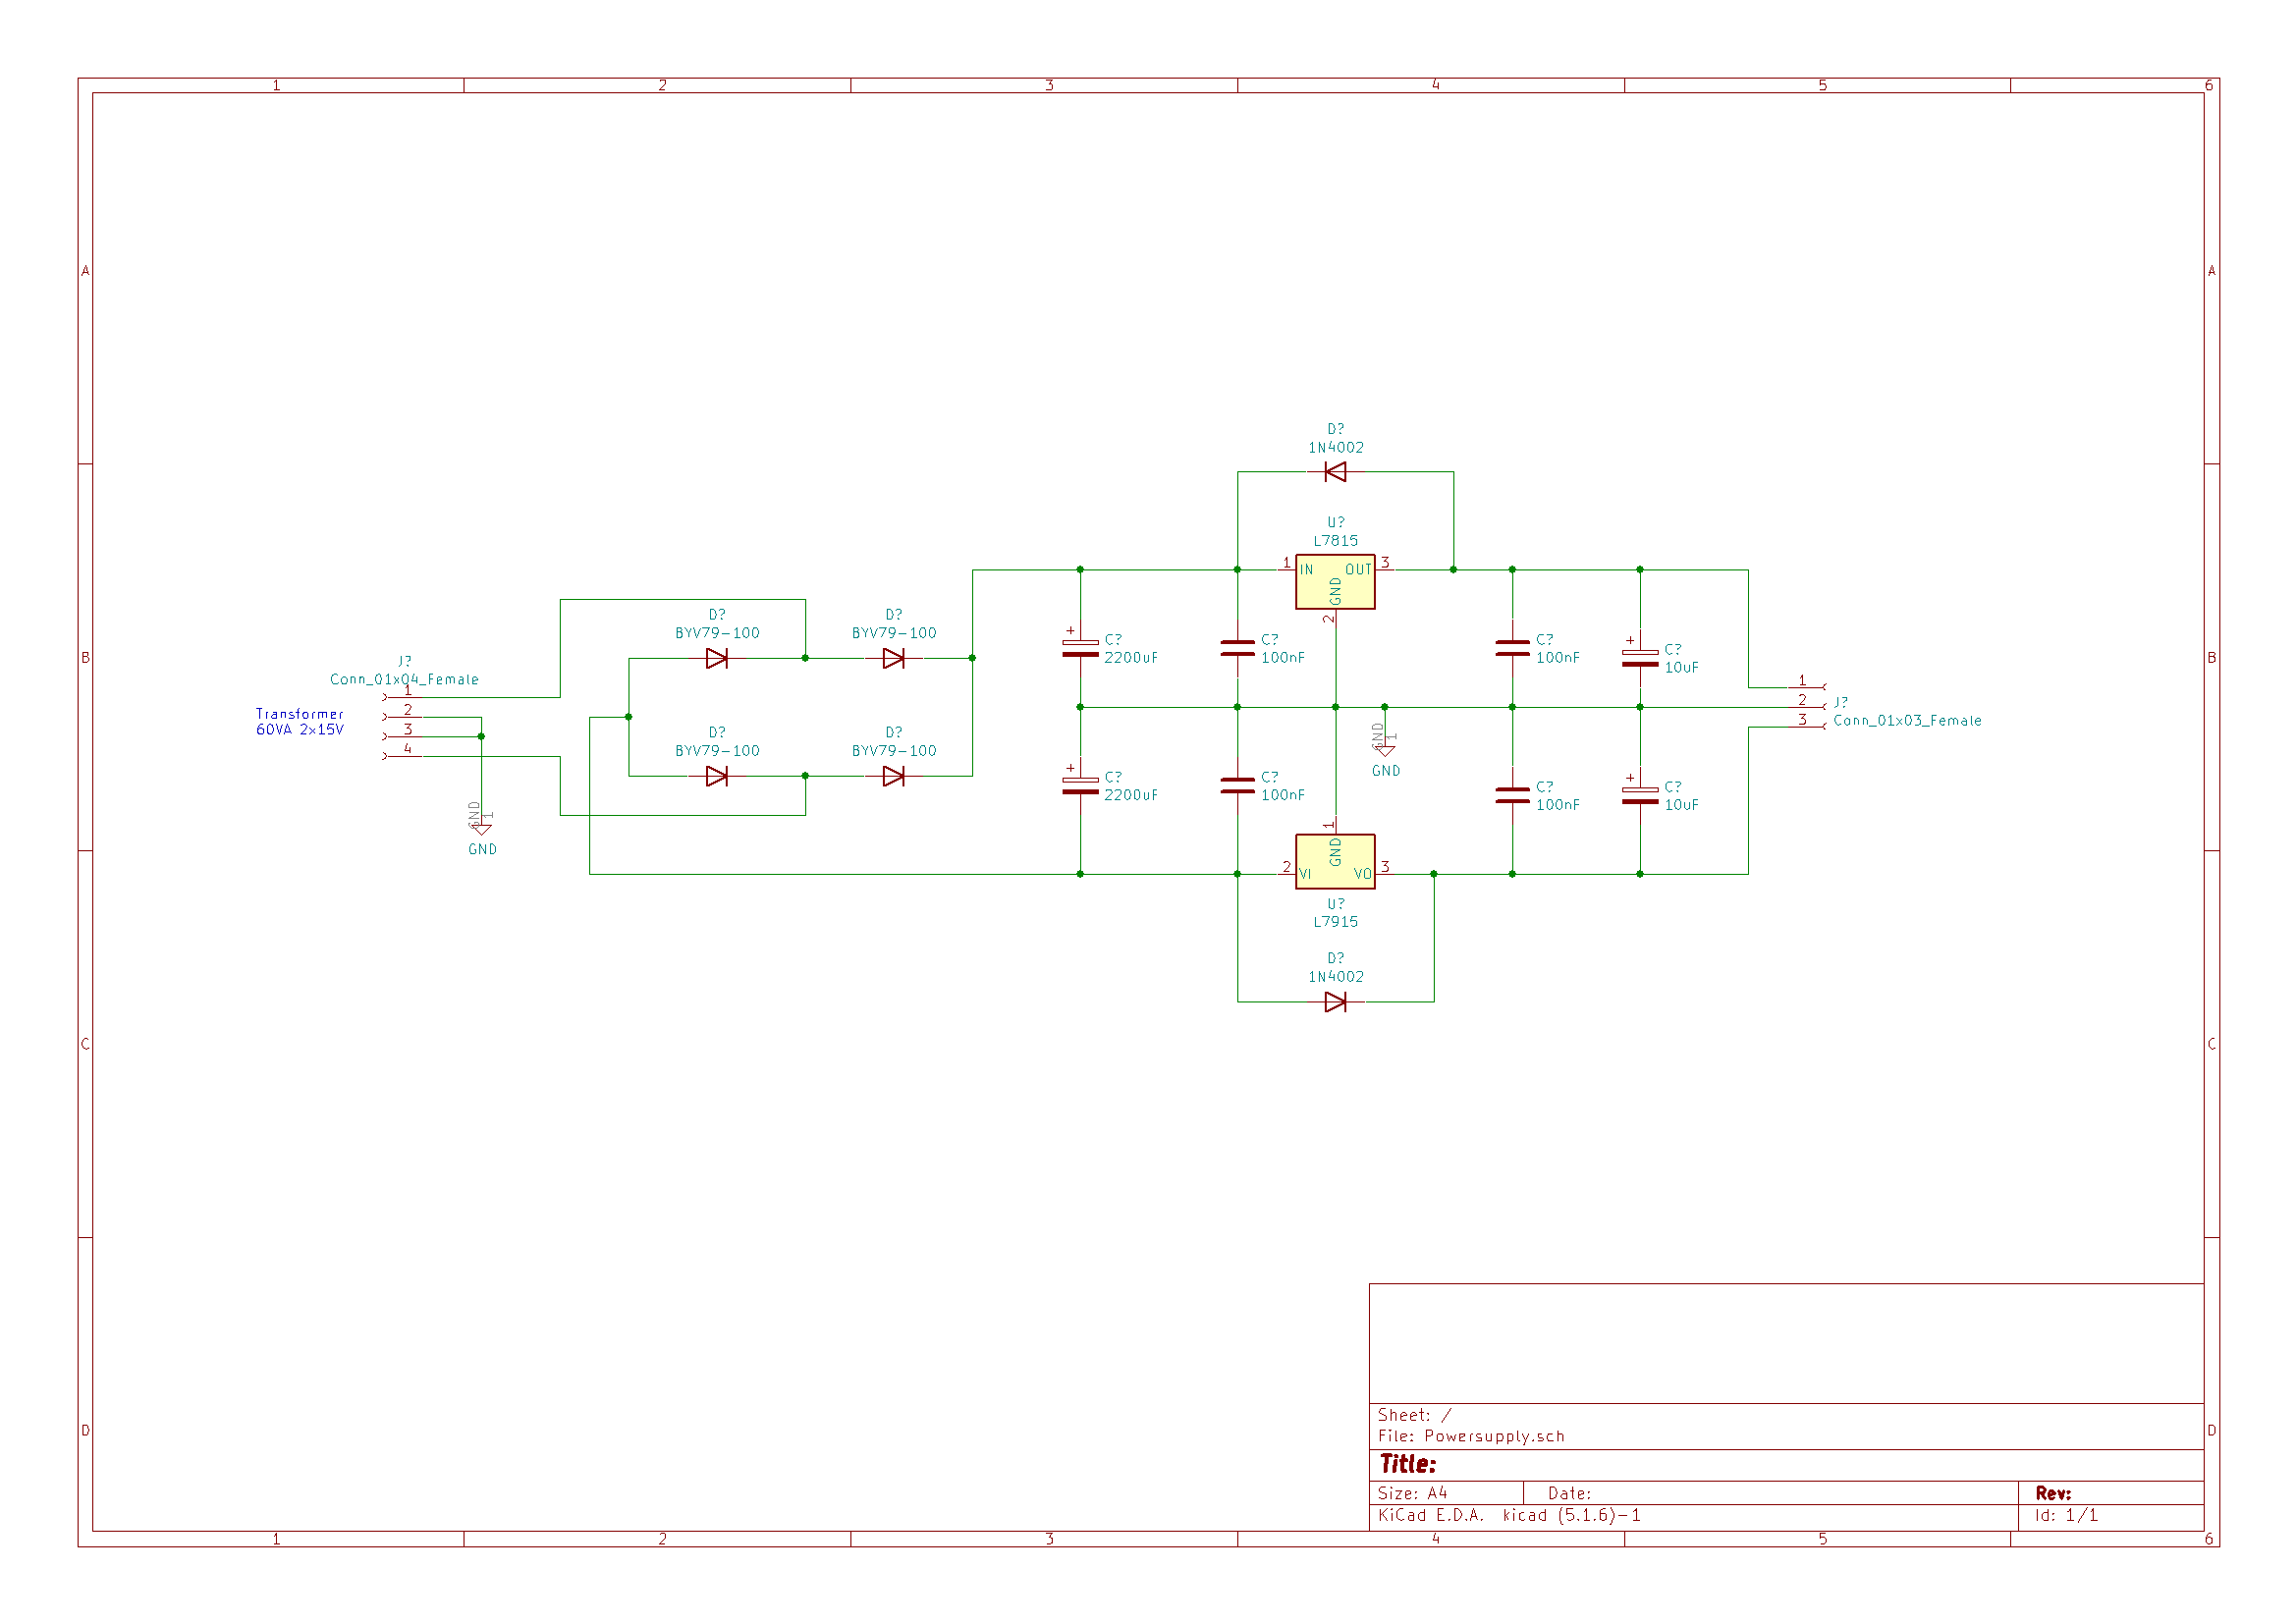 1 2 3 4 5 6
A A
D?
1N4002
U?
L7815
1 IN OUT 3
GND
2
D? D?
BYV79-100 BYV79-100
B B
J?
Conn_01x04_Female
1
2
3
4
Transformer
60VA 2x15V
GND 1
GND
D? D?
BYV79-100 BYV79-100
+ C?
2200uF
C?
100nF
C?
100nF
+ C?
10uF
1
2
3
J?
Conn_01x03_Female
GND 1
GND
+ C?
2200uF
C?
100nF
C?
100nF
+ C?
10uF
1
GND
2 VI VO 3
U?
L7915
D?
1N4002
C C
D D
Sheet: /
File: Powersupply.sch
Title:
Size: A4 Date: Rev:
KiCad E.D.A. kicad (5.1.6)-1 Id: 1/1
1 2 3 4 5 6